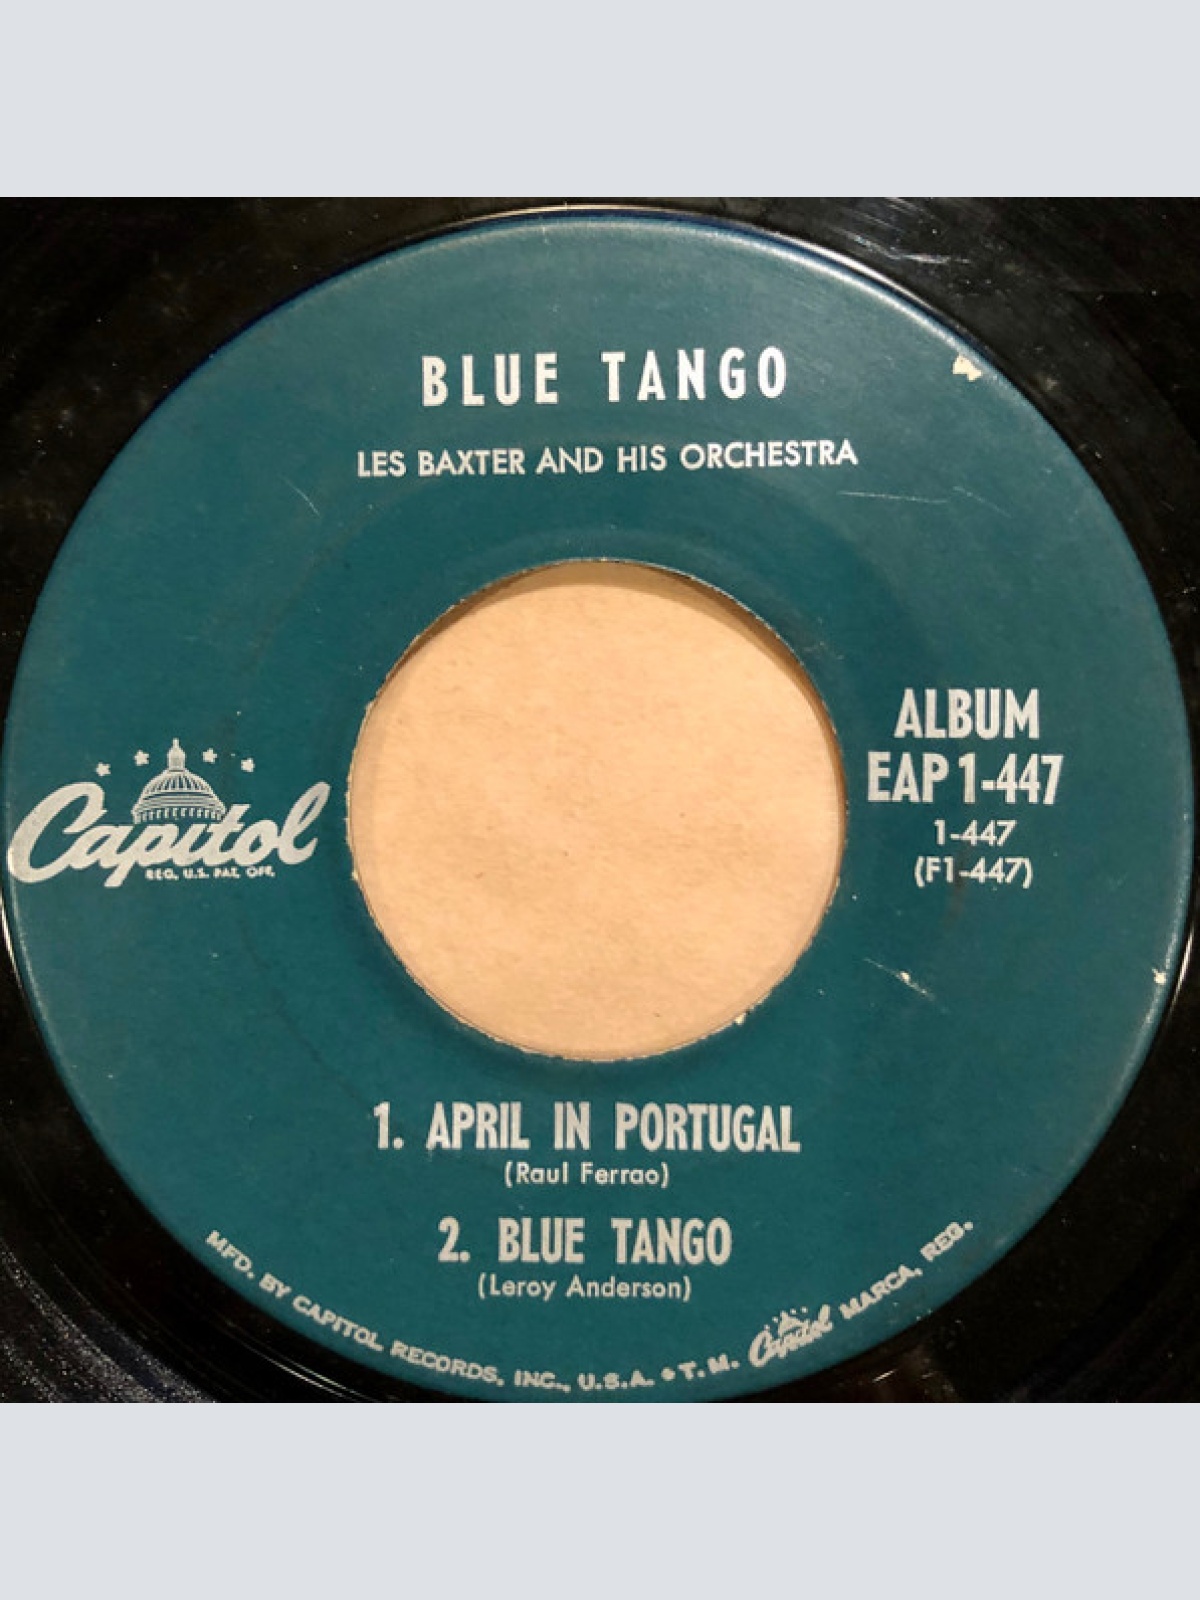 BLUE TANGO
LES BAXTER AND HIS ORCHESTRA
ALBUM
EAP 1-447
1-447
(F1-447)
Capitol
REG. U.S. PAT. OFF.
1. APRIL IN PORTUGAL
(Raul Ferrao)
2. BLUE TANGO
(Leroy Anderson)
MFD. BY CAPITOL RECORDS, INC., U.S.A. • T.M. Capitol MARCA, REG.